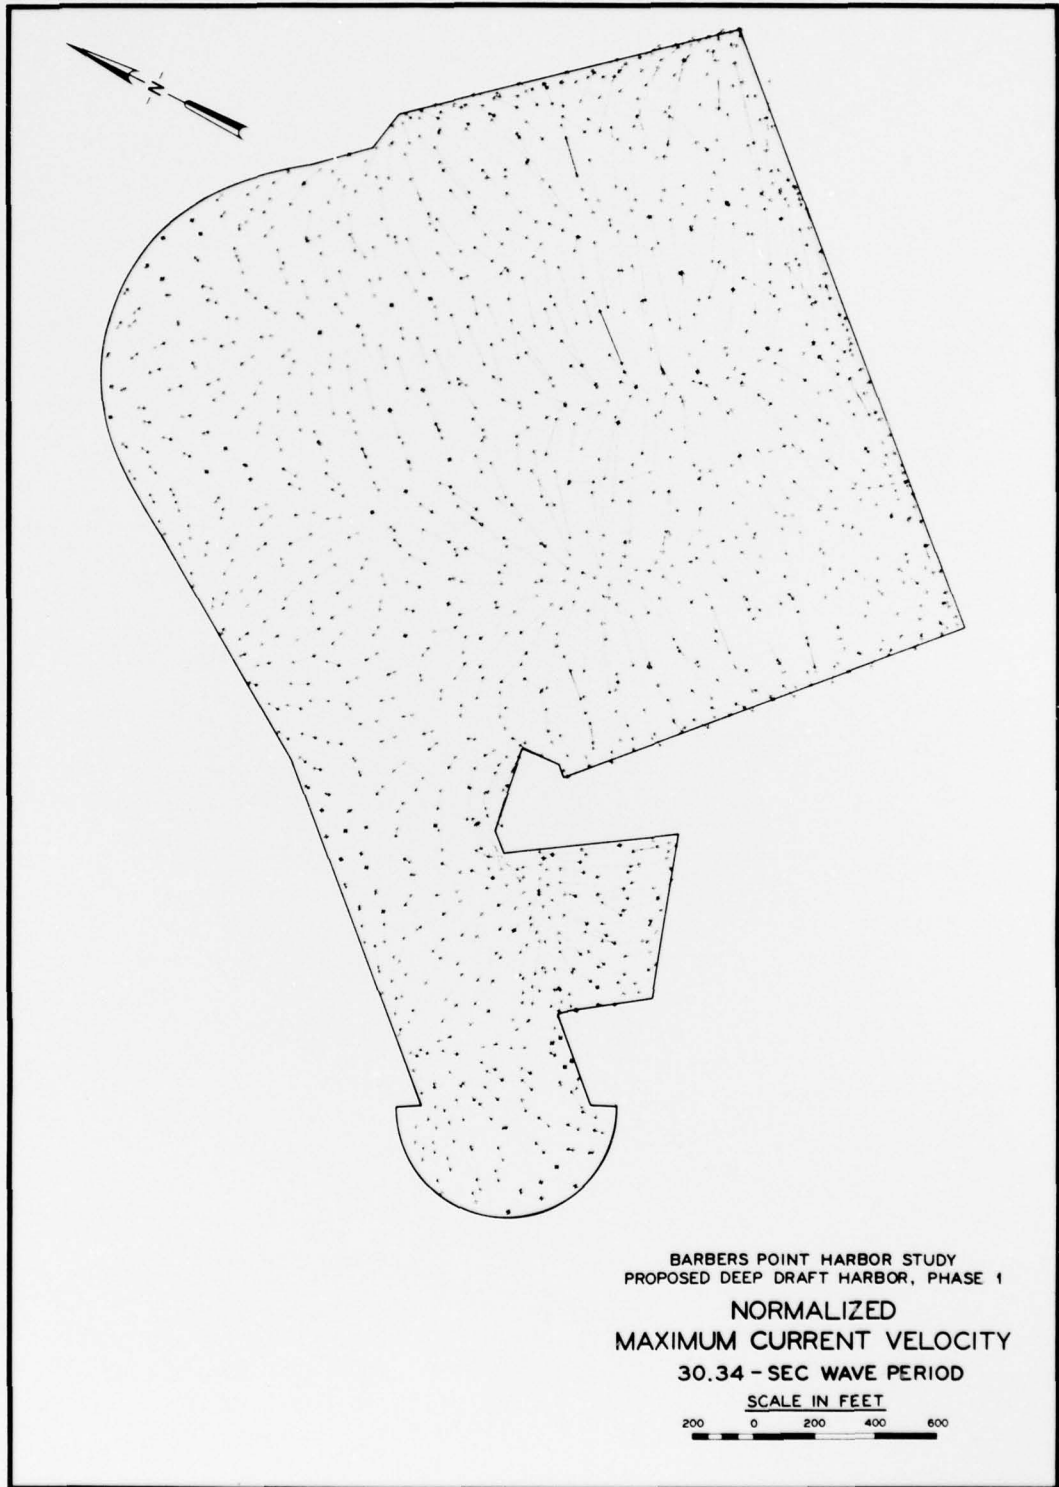 N
BARBERS POINT HARBOR STUDY
PROPOSED DEEP DRAFT HARBOR, PHASE 1
NORMALIZED
MAXIMUM CURRENT VELOCITY
30.34-SEC WAVE PERIOD
SCALE IN FEET
200 0 200 400 600